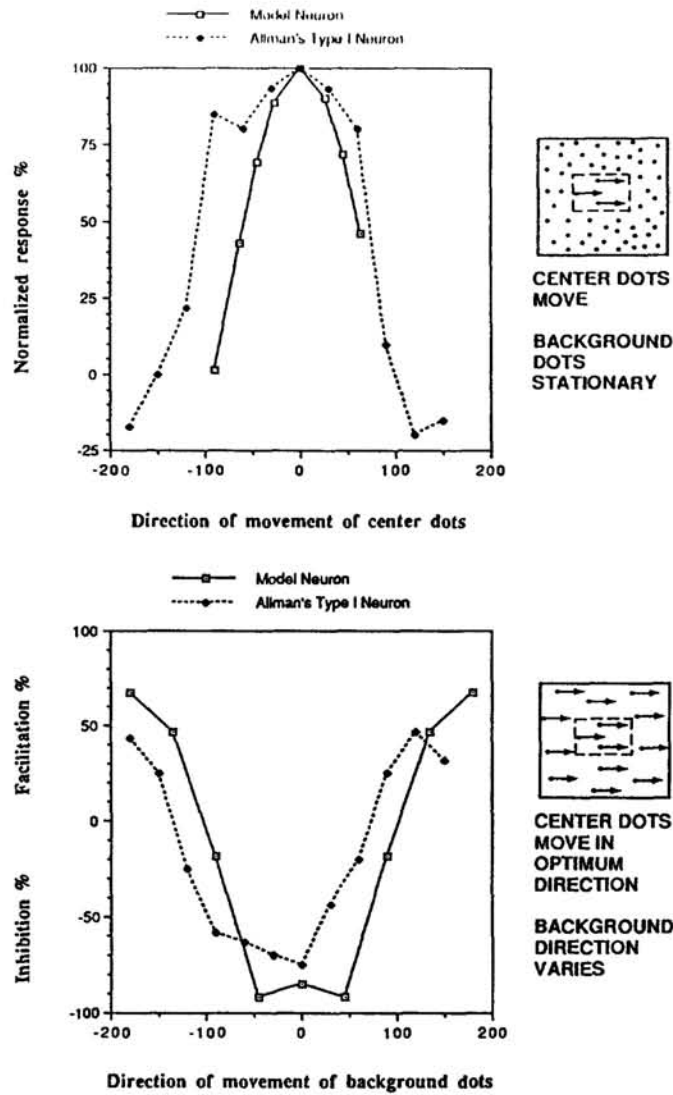 Model Neuron
Allman's Type I Neuron
100
75
50
25
0
-25
-200
-100
0
100
200
Normalized response %
Direction of movement of center dots
CENTER DOTS
MOVE
BACKGROUND
DOTS
STATIONARY
Model Neuron
Allman's Type I Neuron
100
50
0
-50
-100
-200
-100
0
100
200
Facilitation %
Inhibition %
Direction of movement of background dots
CENTER DOTS
MOVE IN
OPTIMUM
DIRECTION
BACKGROUND
DIRECTION
VARIES